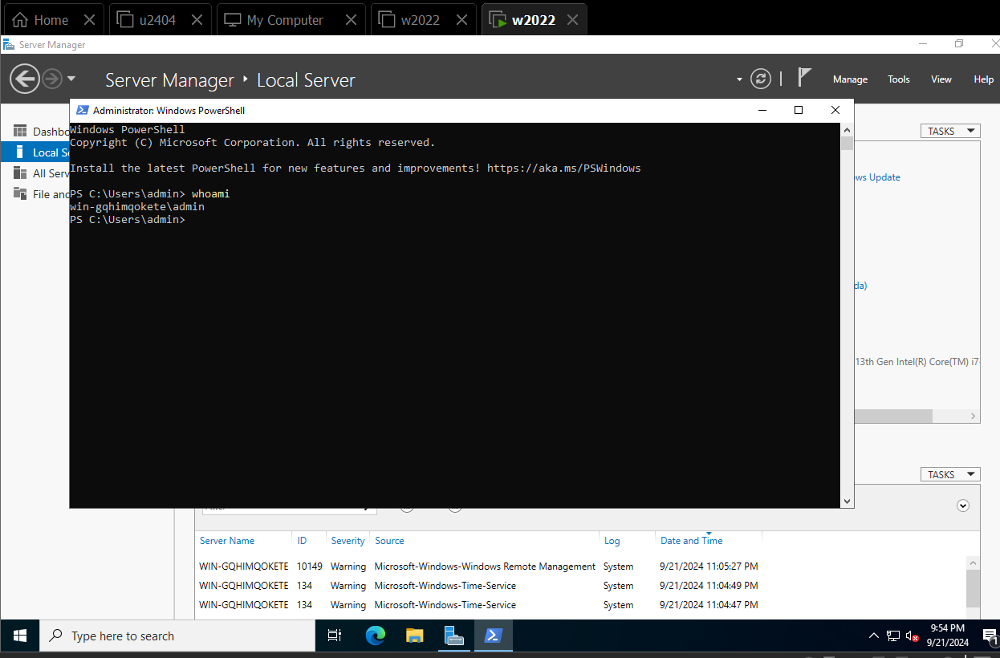 Home
u2404
My Computer
w2022
w2022
Server Manager
Server Manager ‣ Local Server
Manage
Tools
View
Help
Administrator: Windows PowerShell
Dashbo
Local Se
All Serv
File and
Windows PowerShell
Copyright (C) Microsoft Corporation. All rights reserved.
Install the latest PowerShell for new features and improvements! https://aka.ms/PSWindows
PS C:\Users\admin> whoami
win-gqhimqokete\admin
PS C:\Users\admin>
TASKS
ws Update
da)
13th Gen Intel(R) Core(TM) i7
TASKS
Server Name ID Severity Source Log Date and Time
WIN-GQHIMQOKETE 10149 Warning Microsoft-Windows-Windows Remote Management System 9/21/2024 11:05:27 PM
WIN-GQHIMQOKETE 134 Warning Microsoft-Windows-Time-Service System 9/21/2024 11:04:49 PM
WIN-GQHIMQOKETE 134 Warning Microsoft-Windows-Time-Service System 9/21/2024 11:04:47 PM
Type here to search
9:54 PM
9/21/2024
1